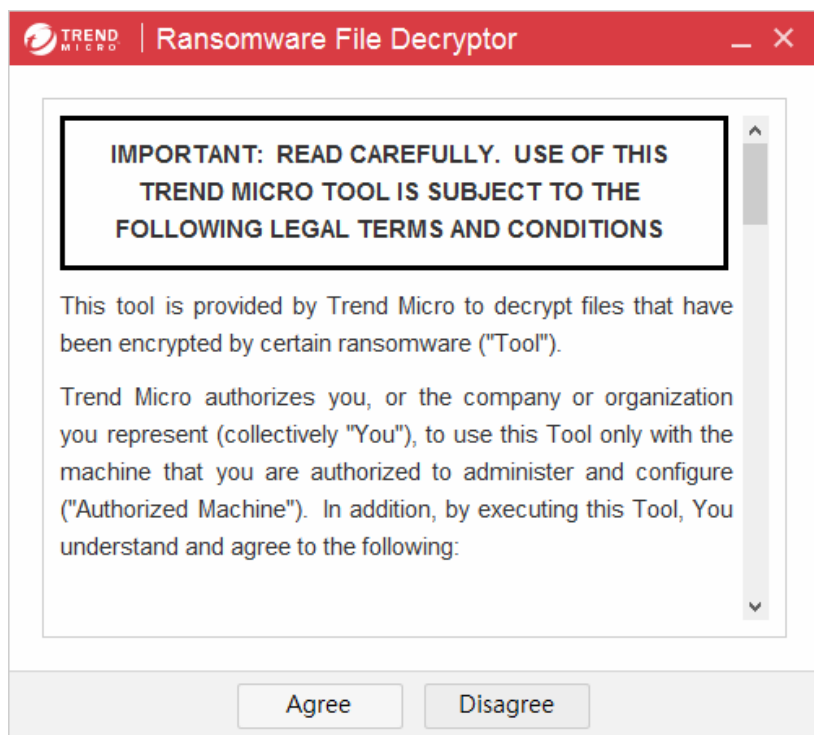 TREND MICRO | Ransomware File Decryptor
IMPORTANT: READ CAREFULLY. USE OF THIS
TREND MICRO TOOL IS SUBJECT TO THE
FOLLOWING LEGAL TERMS AND CONDITIONS
This tool is provided by Trend Micro to decrypt files that have
been encrypted by certain ransomware ("Tool").
Trend Micro authorizes you, or the company or organization
you represent (collectively "You"), to use this Tool only with the
machine that you are authorized to administer and configure
("Authorized Machine"). In addition, by executing this Tool, You
understand and agree to the following:
Agree Disagree